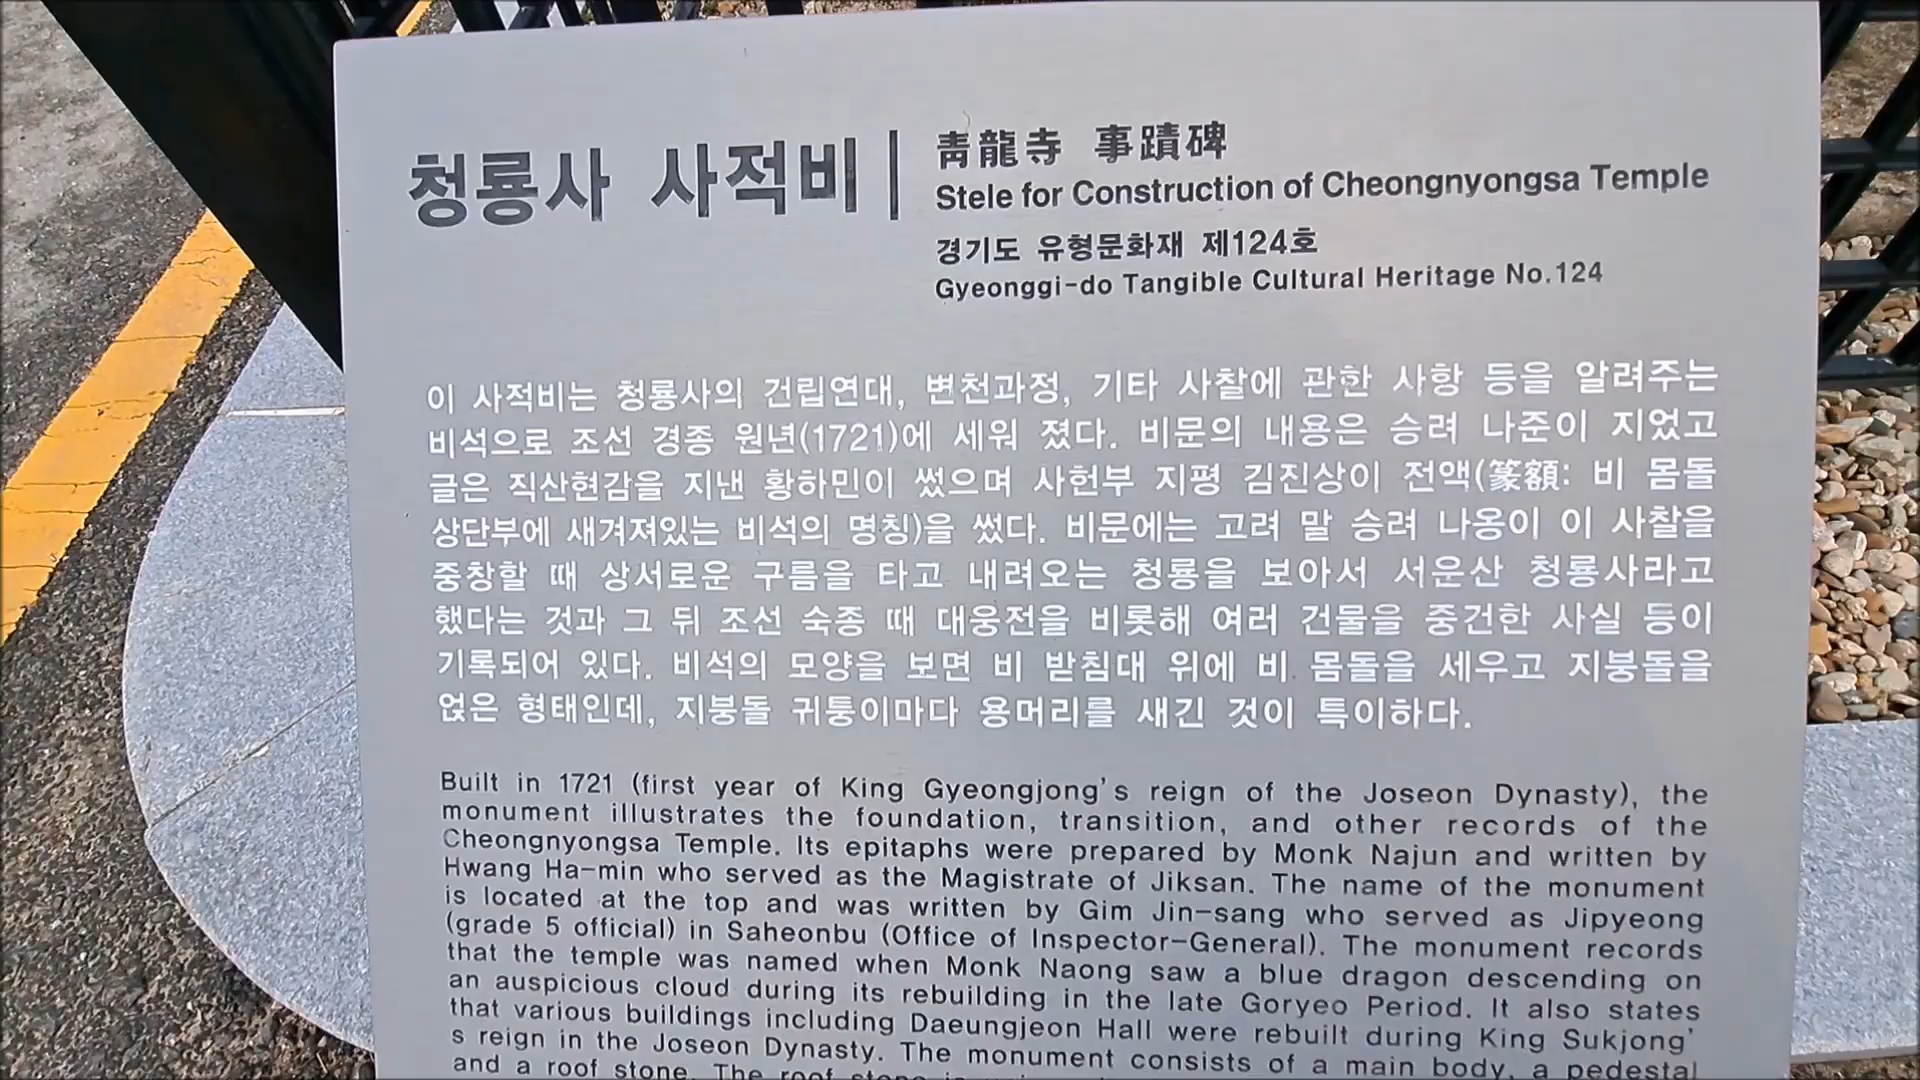 청룡사 사적비
靑龍寺 事蹟碑
Stele for Construction of Cheongnyongsa Temple
경기도 유형문화재 제124호
Gyeonggi-do Tangible Cultural Heritage No.124
이 사적비는 청룡사의 건립연대, 변천과정, 기타 사찰에 관한 사항 등을 알려주는
비석으로 조선 경종 원년(1721)에 세워 졌다. 비문의 내용은 승려 나준이 지었고
글은 직산현감을 지낸 황하민이 썼으며 사헌부 지평 김진상이 전액(篆額: 비 몸돌
상단부에 새겨져있는 비석의 명칭)을 썼다. 비문에는 고려 말 승려 나옹이 이 사찰을
중창할 때 상서로운 구름을 타고 내려오는 청룡을 보아서 서운산 청룡사라고
했다는 것과 그 뒤 조선 숙종 때 대웅전을 비롯해 여러 건물을 중건한 사실 등이
기록되어 있다. 비석의 모양을 보면 비 받침대 위에 비 몸돌을 세우고 지붕돌을
얹은 형태인데, 지붕돌 귀퉁이마다 용머리를 새긴 것이 특이하다.
Built in 1721 (first year of King Gyeongjong's reign of the Joseon Dynasty), the
monument illustrates the foundation, transition, and other records of the
Cheongnyongsa Temple. Its epitaphs were prepared by Monk Najun and written by
Hwang Ha-min who served as the Magistrate of Jiksan. The name of the monument
is located at the top and was written by Gim Jin-sang who served as Jipyeong
(grade 5 official) in Saheonbu (Office of Inspector-General). The monument records
that the temple was named when Monk Naong saw a blue dragon descending on
an auspicious cloud during its rebuilding in the late Goryeo Period. It also states
that various buildings including Daeungjeon Hall were rebuilt during King Sukjong'
s reign in the Joseon Dynasty. The monument consists of a main body, a pedestal
and a roof stone. The roof stone